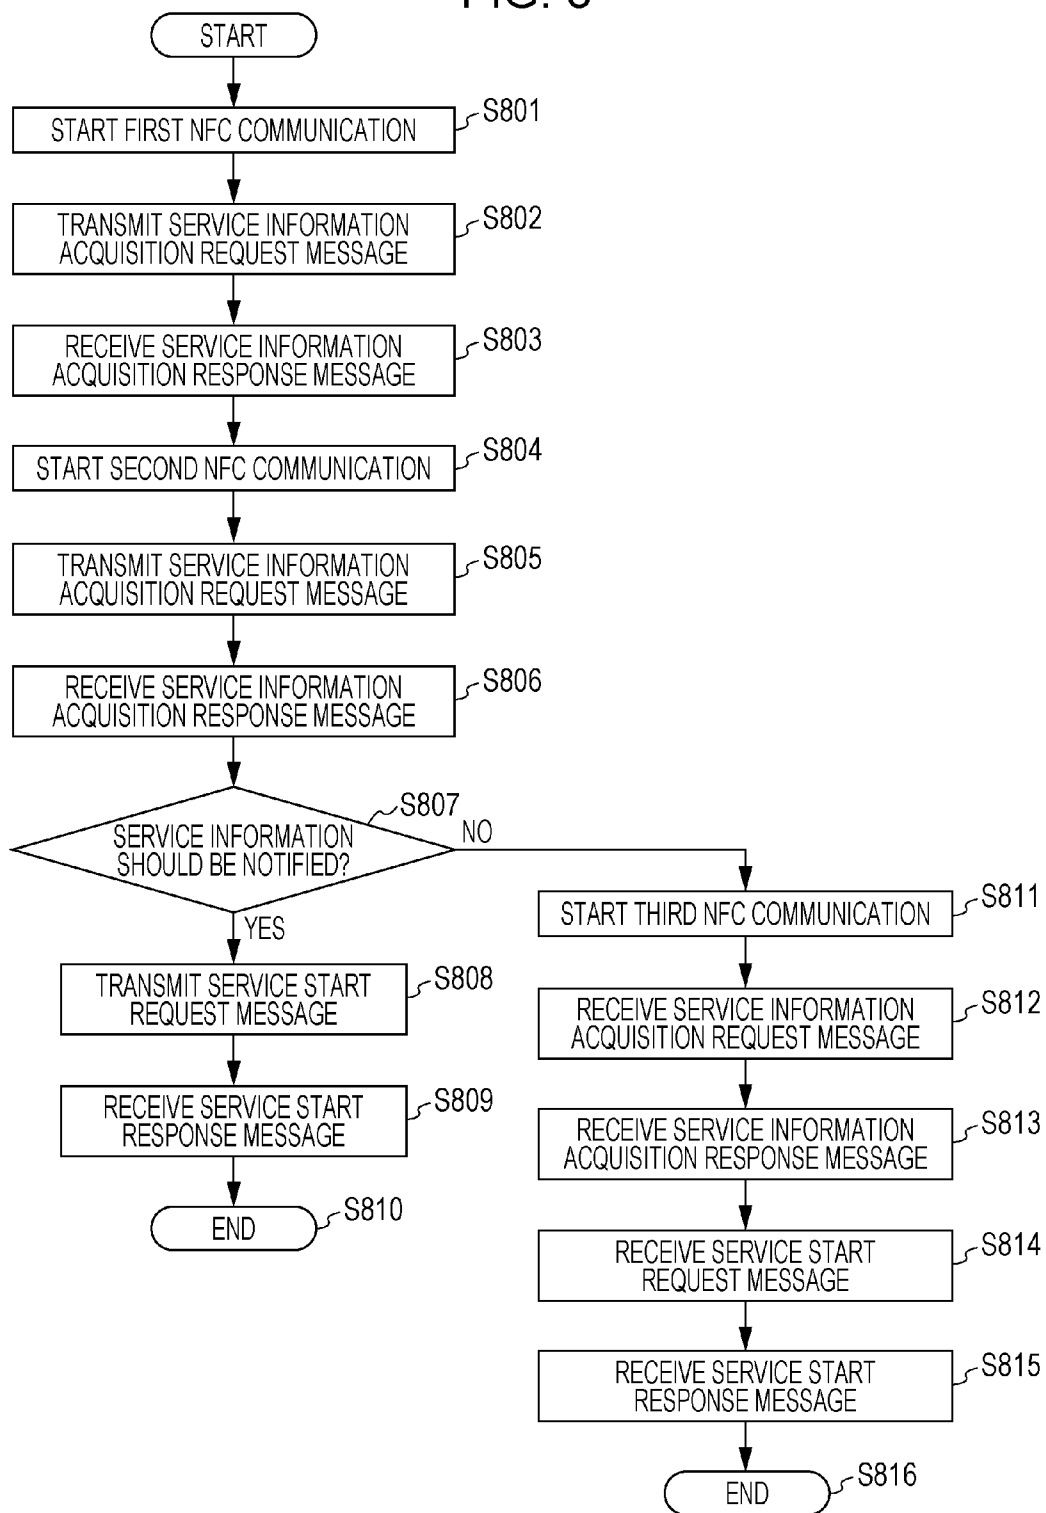 START
START FIRST NFC COMMUNICATION
S801
TRANSMIT SERVICE INFORMATION
ACQUISITION REQUEST MESSAGE
S802
RECEIVE SERVICE INFORMATION
ACQUISITION RESPONSE MESSAGE
S803
START SECOND NFC COMMUNICATION
S804
TRANSMIT SERVICE INFORMATION
ACQUISITION REQUEST MESSAGE
S805
RECEIVE SERVICE INFORMATION
ACQUISITION RESPONSE MESSAGE
S806
SERVICE INFORMATION
SHOULD BE NOTIFIED?
S807
NO
YES
TRANSMIT SERVICE START
REQUEST MESSAGE
S808
RECEIVE SERVICE START
RESPONSE MESSAGE
S809
END
S810
START THIRD NFC COMMUNICATION
S811
RECEIVE SERVICE INFORMATION
ACQUISITION REQUEST MESSAGE
S812
RECEIVE SERVICE INFORMATION
ACQUISITION RESPONSE MESSAGE
S813
RECEIVE SERVICE START
REQUEST MESSAGE
S814
RECEIVE SERVICE START
RESPONSE MESSAGE
S815
END
S816